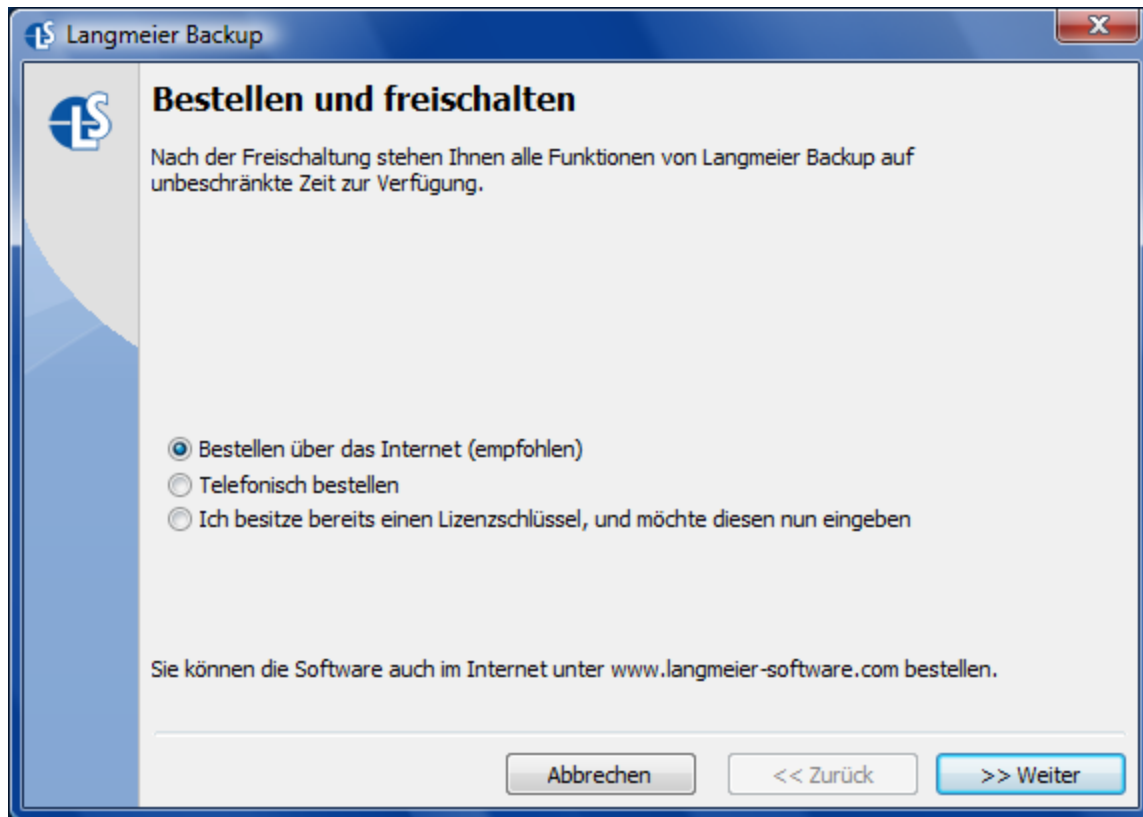 Langmeier Backup
LS
Bestellen und freischalten
Nach der Freischaltung stehen Ihnen alle Funktionen von Langmeier Backup auf
unbeschränkte Zeit zur Verfügung.
Bestellen über das Internet (empfohlen)
Telefonisch bestellen
Ich besitze bereits einen Lizenzschlüssel, und möchte diesen nun eingeben
Sie können die Software auch im Internet unter www.langmeier-software.com bestellen.
Abbrechen << Zurück >> Weiter